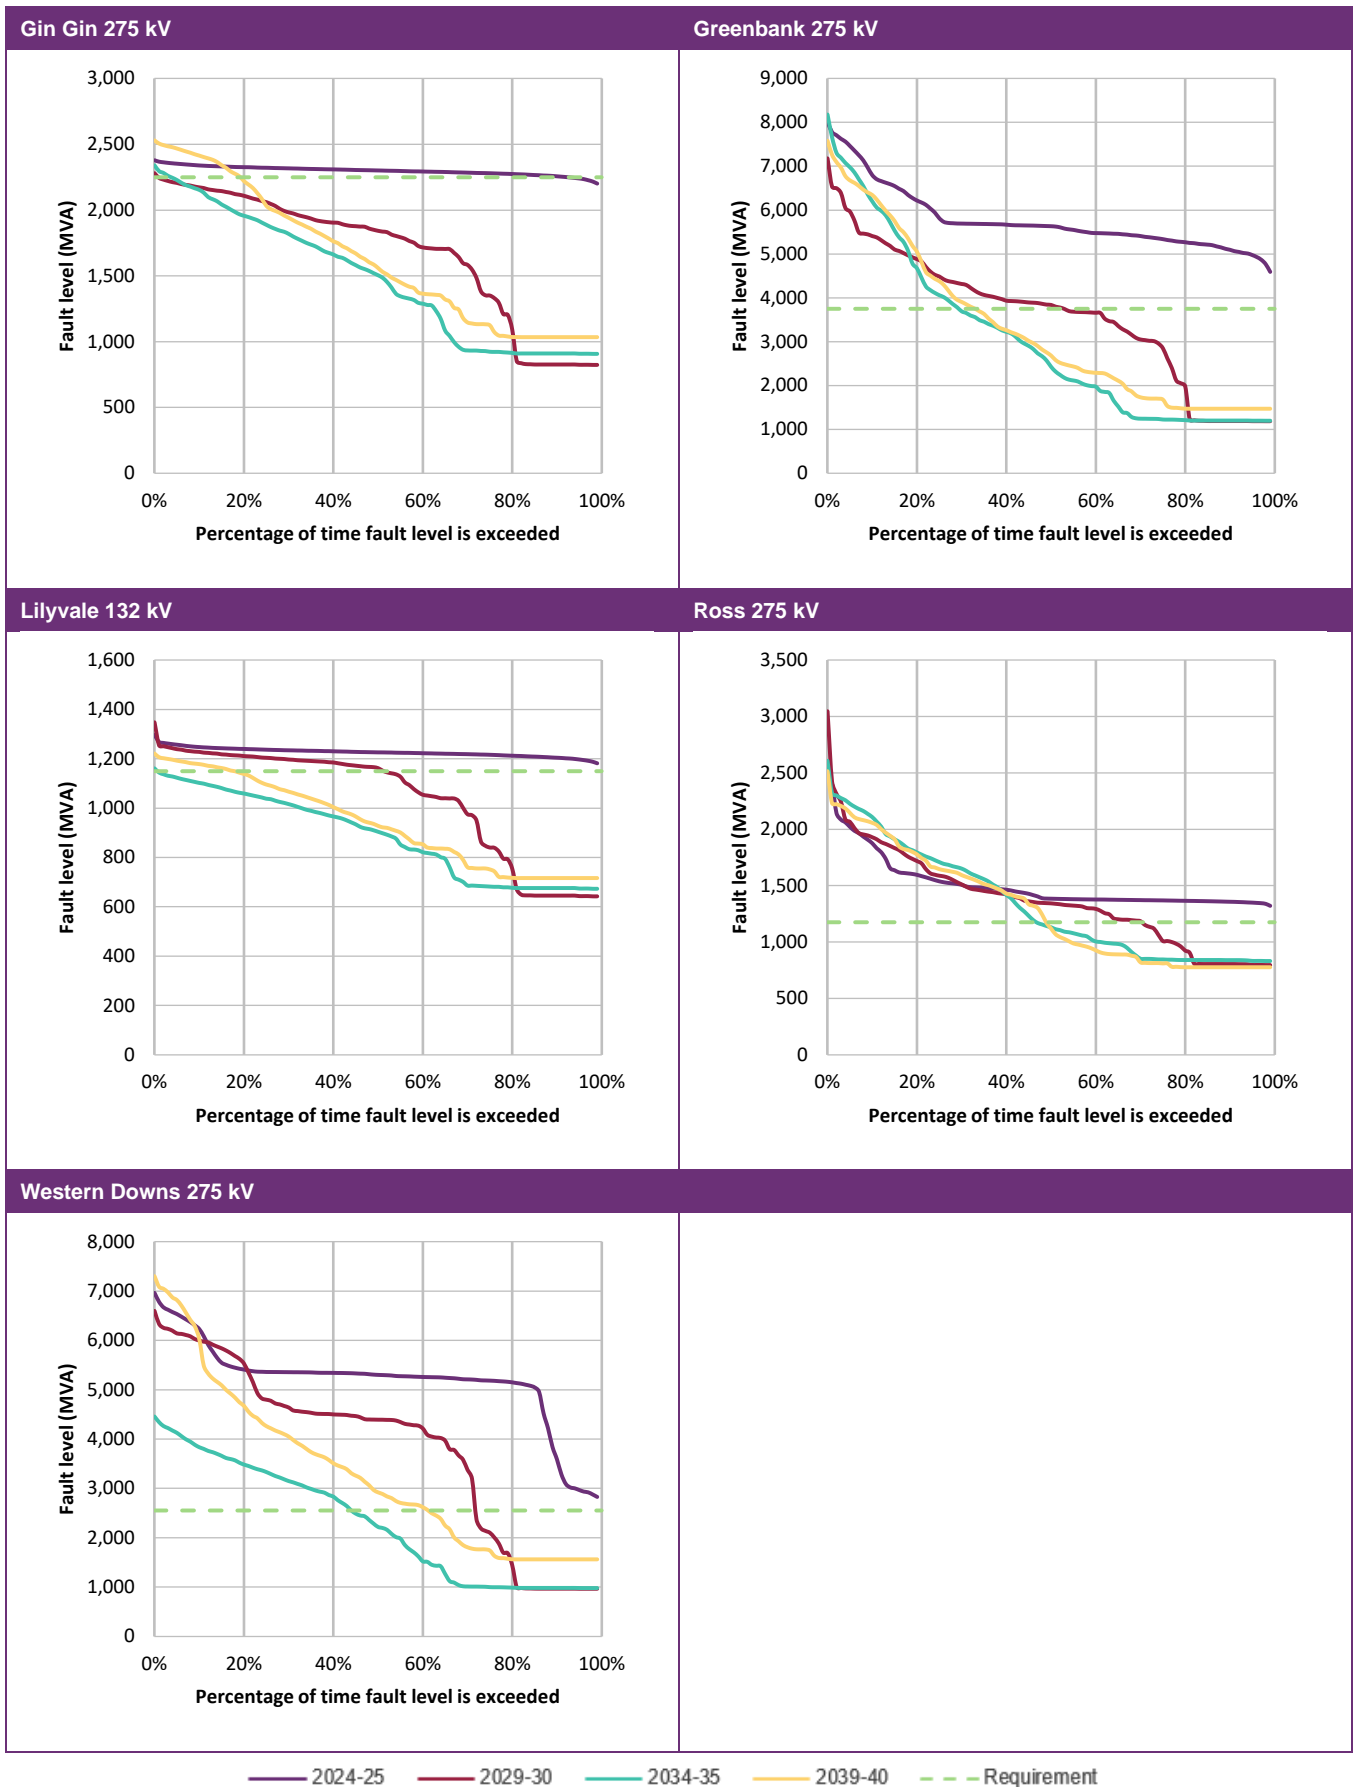 Gin Gin 275 kV
Greenbank 275 kV
Fault level (MVA)
3,000
2,500
2,000
1,500
1,000
500
0
0% 20% 40% 60% 80% 100%
Percentage of time fault level is exceeded
Fault level (MVA)
9,000
8,000
7,000
6,000
5,000
4,000
3,000
2,000
1,000
0
0% 20% 40% 60% 80% 100%
Percentage of time fault level is exceeded
Lilyvale 132 kV
Ross 275 kV
Fault level (MVA)
1,600
1,400
1,200
1,000
800
600
400
200
0
0% 20% 40% 60% 80% 100%
Percentage of time fault level is exceeded
Fault level (MVA)
3,500
3,000
2,500
2,000
1,500
1,000
500
0
0% 20% 40% 60% 80% 100%
Percentage of time fault level is exceeded
Western Downs 275 kV
Fault level (MVA)
8,000
7,000
6,000
5,000
4,000
3,000
2,000
1,000
0
0% 20% 40% 60% 80% 100%
Percentage of time fault level is exceeded
2024-25 2029-30 2034-35 2039-40 Requirement